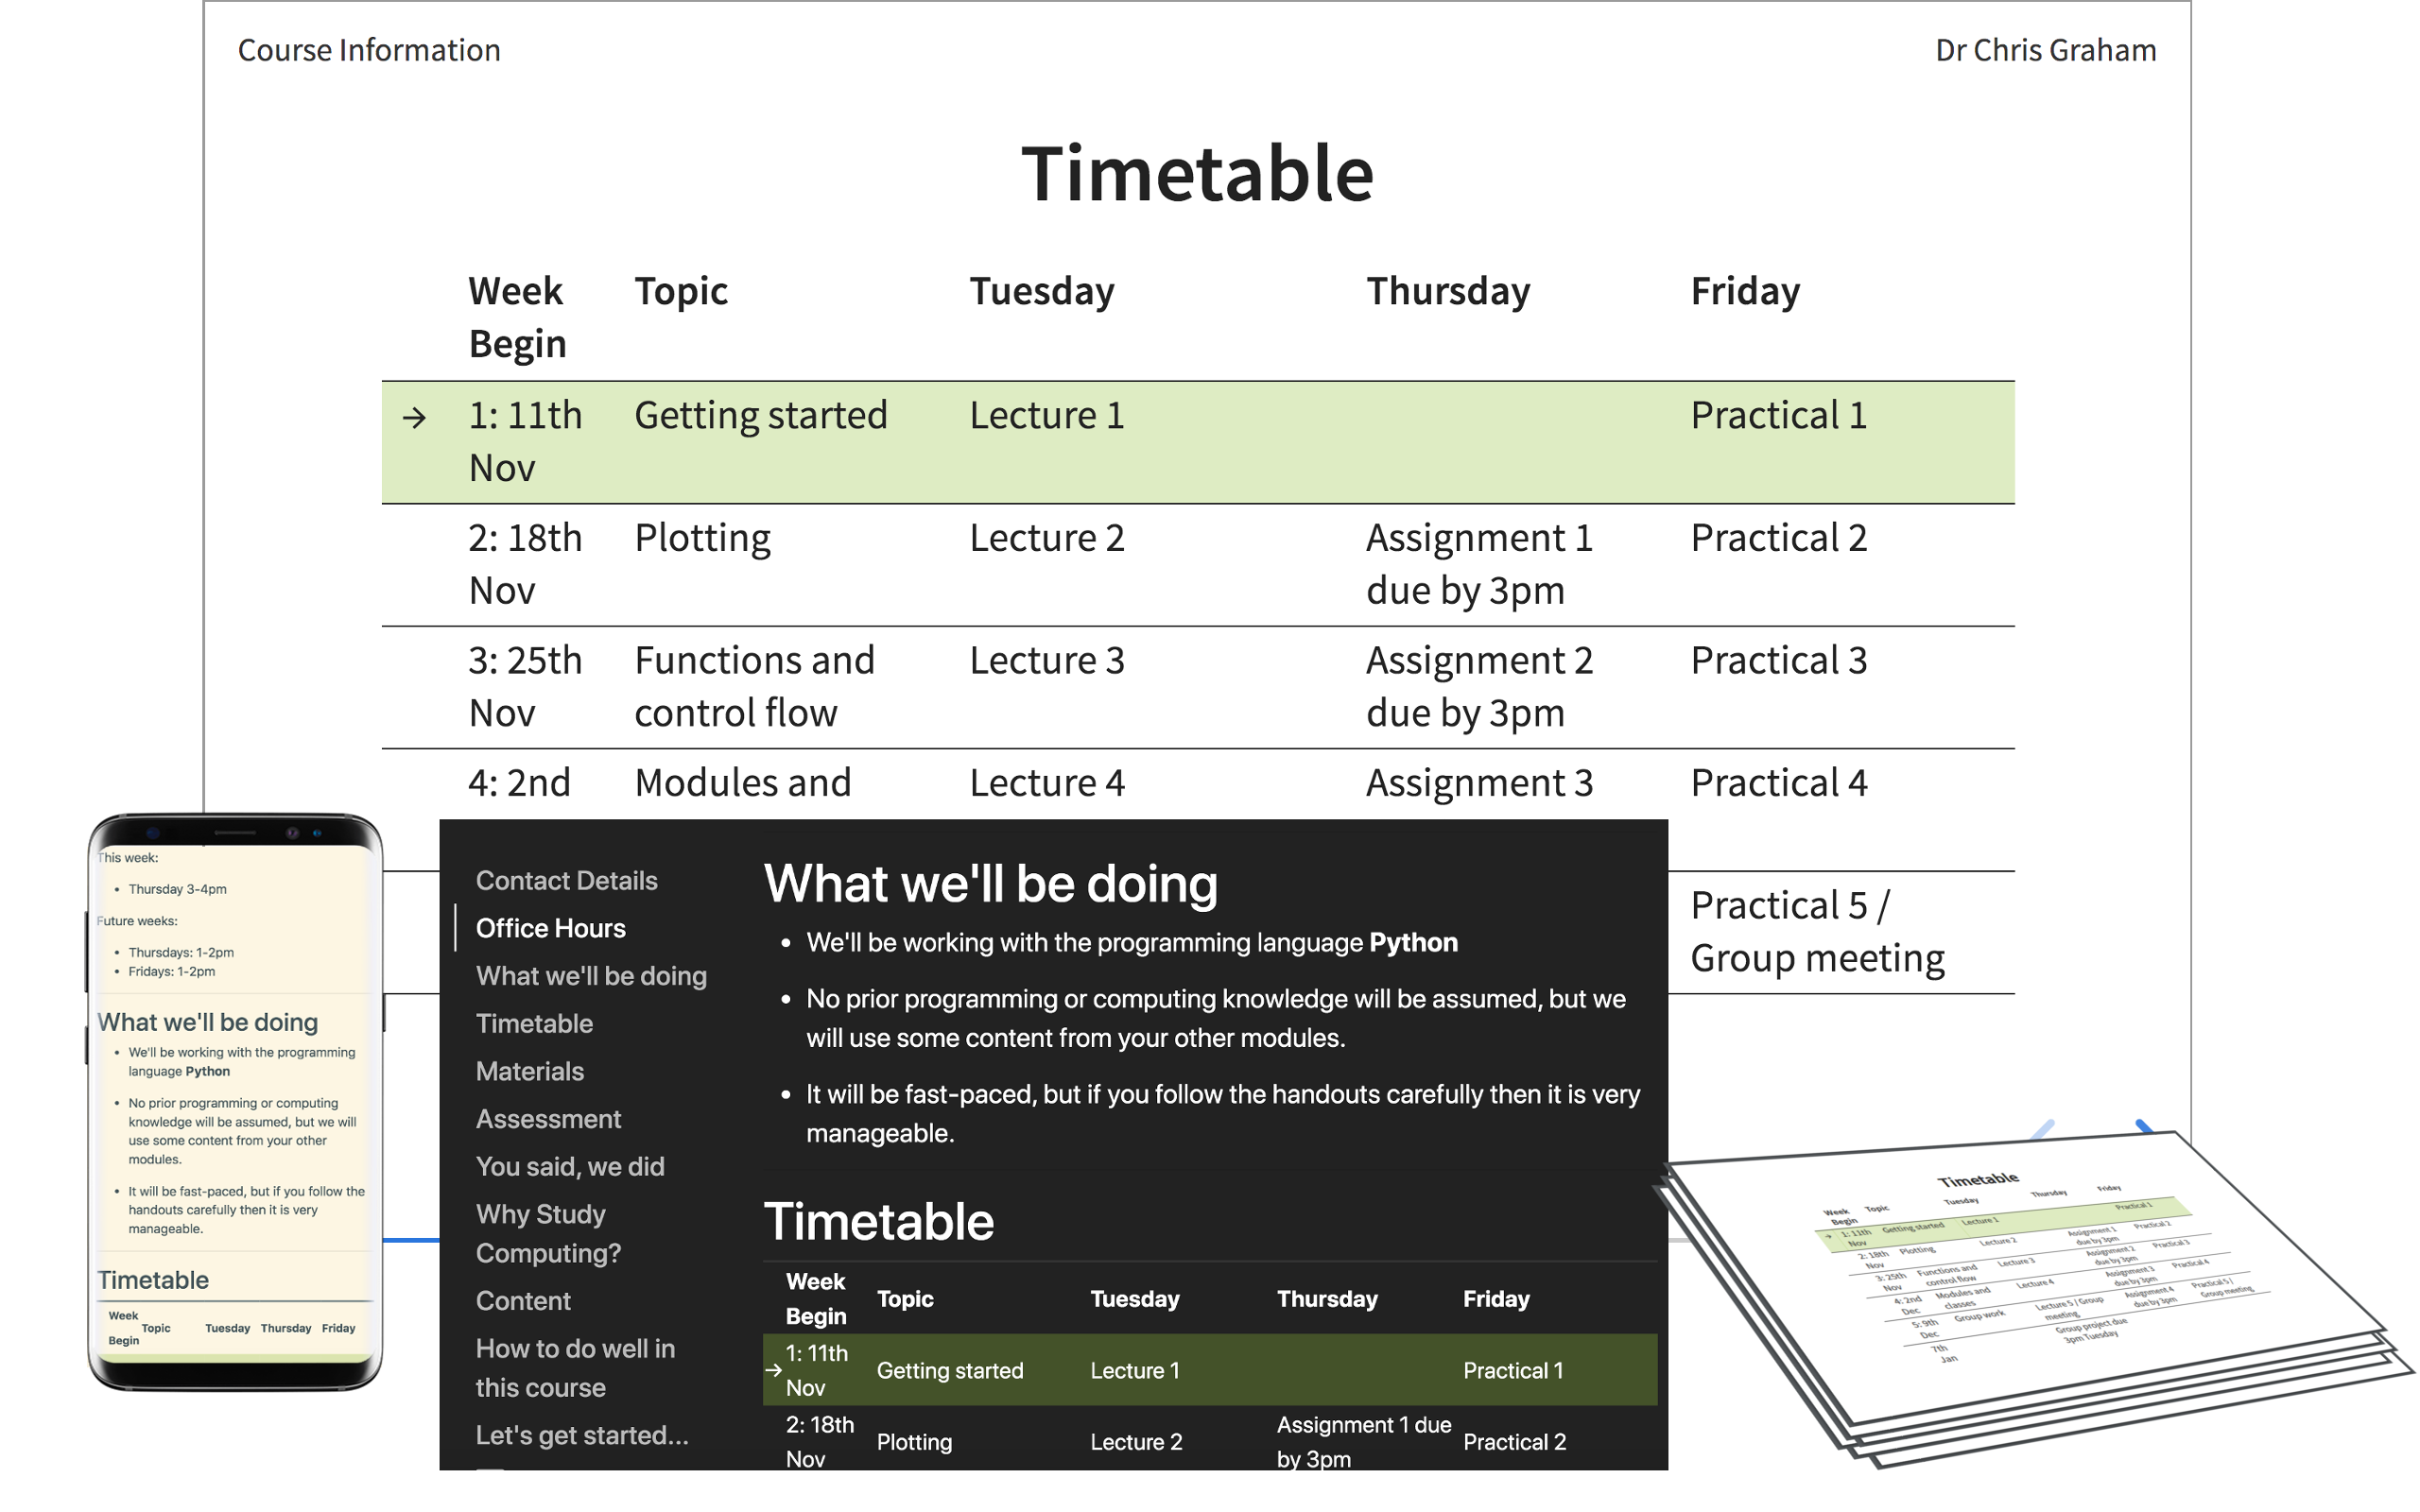 Course Information
Dr Chris Graham
Timetable
Week Begin Topic Tuesday Thursday Friday
→ 1: 11th Nov Getting started Lecture 1 Practical 1
2: 18th Nov Plotting Lecture 2 Assignment 1 due by 3pm Practical 2
3: 25th Nov Functions and control flow Lecture 3 Assignment 2 due by 3pm Practical 3
4: 2nd Modules and Lecture 4 Assignment 3 Practical 4
Practical 5 /
Group meeting
This week:
• Thursday 3-4pm
Future weeks:
• Thursdays: 1-2pm
• Fridays: 1-2pm
What we'll be doing
• We'll be working with the programming
language Python
• No prior programming or computing
knowledge will be assumed, but we will
use some content from your other
modules.
• It will be fast-paced, but if you follow the
handouts carefully then it is very
manageable.
Timetable
Week Begin Topic Tuesday Thursday Friday
Contact Details
Office Hours
What we'll be doing
Timetable
Materials
Assessment
You said, we did
Why Study
Computing?
Content
How to do well in
this course
Let's get started...
What we'll be doing
• We'll be working with the programming language Python
• No prior programming or computing knowledge will be assumed, but we
will use some content from your other modules.
• It will be fast-paced, but if you follow the handouts carefully then it is very
manageable.
Timetable
Week Begin Topic Tuesday Thursday Friday
→ 1: 11th Nov Getting started Lecture 1 Practical 1
2: 18th Nov Plotting Lecture 2 Assignment 1 due by 3pm Practical 2
Timetable
Week Begin Topic Tuesday Thursday Friday
→ 1: 11th Nov Getting started Lecture 1 Practical 1
2: 18th Nov Plotting Lecture 2 Assignment 1 due by 3pm Practical 2
3: 25th Nov Functions and control flow Lecture 3 Assignment 2 due by 3pm Practical 3
4: 2nd Dec Modules and classes Lecture 4 Assignment 3 due by 3pm Practical 4
5: 9th Dec Group work Lecture 5 / Group meeting Assignment 4 due by 3pm Practical 5 / Group meeting
7th Jan Group project due 3pm Tuesday